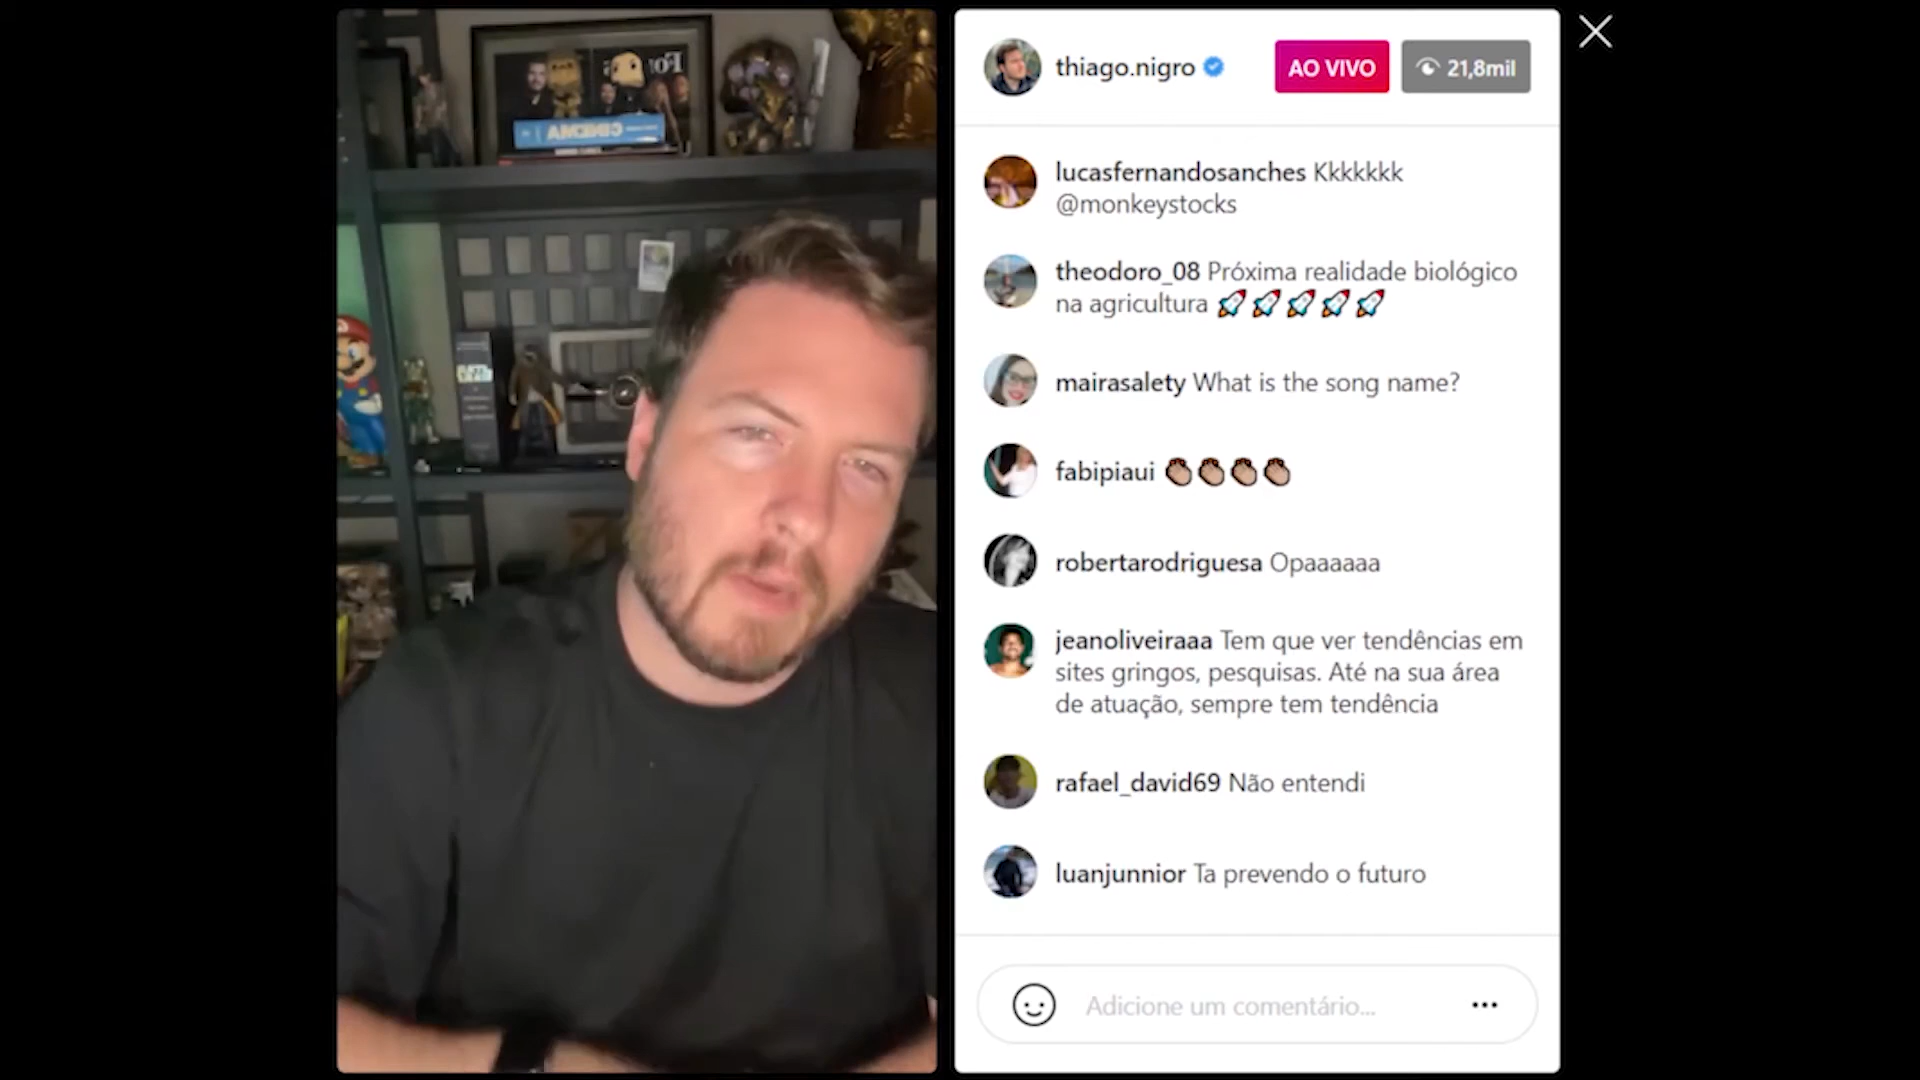 CINEMA
thiago.nigro
AO VIVO
21,8mil
lucasfernandosanches Kkkkkkk
@monkeystocks
theodoro_08 Próxima realidade biológico
na agricultura 🚀🚀🚀🚀🚀
mairasalety What is the song name?
fabipiaui 👏🏽👏🏽👏🏽👏🏽
robertarodriguesa Opaaaaaa
jeanoliveiraaa Tem que ver tendências em
sites gringos, pesquisas. Até na sua área
de atuação, sempre tem tendência
rafael_david69 Não entendi
luanjunnior Ta prevendo o futuro
Adicione um comentário...